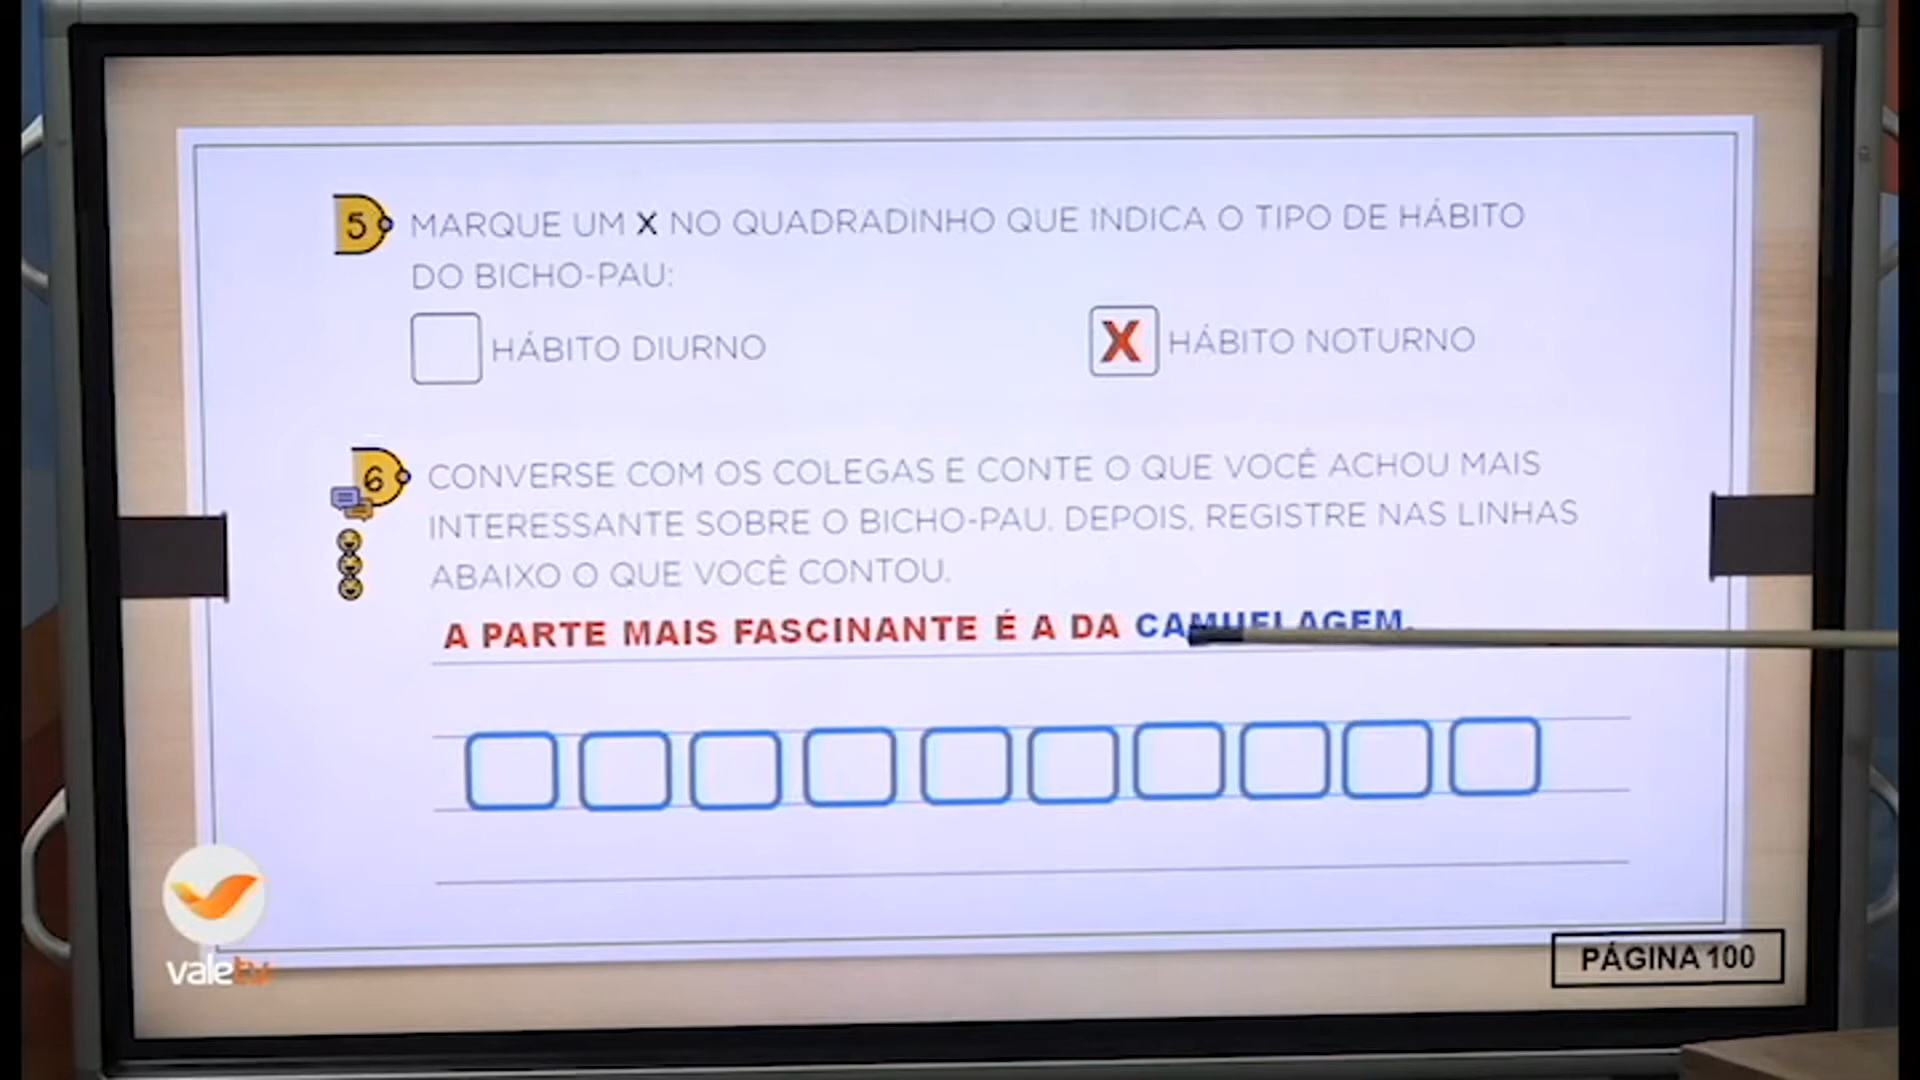 5 MARQUE UM X NO QUADRADINHO QUE INDICA O TIPO DE HÁBITO
DO BICHO-PAU:
HÁBITO DIURNO
X HÁBITO NOTURNO
6 CONVERSE COM OS COLEGAS E CONTE O QUE VOCÊ ACHOU MAIS
INTERESSANTE SOBRE O BICHO-PAU. DEPOIS, REGISTRE NAS LINHAS
ABAIXO O QUE VOCÊ CONTOU.
A PARTE MAIS FASCINANTE É A DA CAMUFLAGEM.
valetv
PÁGINA 100